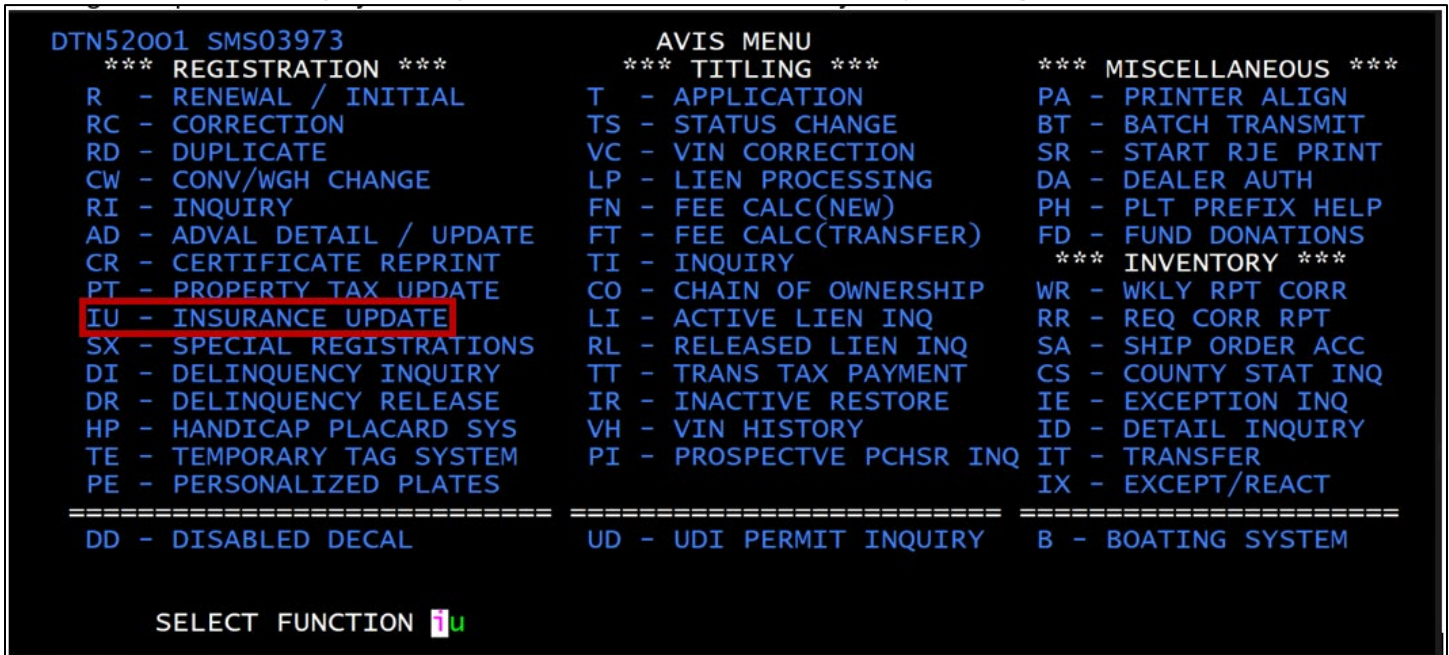 DTN52OO1 SMSO3973 AVIS MENU
*** REGISTRATION *** *** TITLING *** *** MISCELLANEOUS ***
R - RENEWAL / INITIAL T - APPLICATION PA - PRINTER ALIGN
RC - CORRECTION TS - STATUS CHANGE BT - BATCH TRANSMIT
RD - DUPLICATE VC - VIN CORRECTION SR - START RJE PRINT
CW - CONV/WGH CHANGE LP - LIEN PROCESSING DA - DEALER AUTH
RI - INQUIRY FN - FEE CALC(NEW) PH - PLT PREFIX HELP
AD - ADVAL DETAIL / UPDATE FT - FEE CALC(TRANSFER) FD - FUND DONATIONS
CR - CERTIFICATE REPRINT TI - INQUIRY *** INVENTORY ***
PT - PROPERTY TAX UPDATE CO - CHAIN OF OWNERSHIP WR - WKLY RPT CORR
IU - INSURANCE UPDATE LI - ACTIVE LIEN INQ RR - REQ CORR RPT
SX - SPECIAL REGISTRATIONS RL - RELEASED LIEN INQ SA - SHIP ORDER ACC
DI - DELINQUENCY INQUIRY TT - TRANS TAX PAYMENT CS - COUNTY STAT INQ
DR - DELINQUENCY RELEASE IR - INACTIVE RESTORE IE - EXCEPTION INQ
HP - HANDICAP PLACARD SYS VH - VIN HISTORY ID - DETAIL INQUIRY
TE - TEMPORARY TAG SYSTEM PI - PROSPECTVE PCHSR INQ IT - TRANSFER
PE - PERSONALIZED PLATES IX - EXCEPT/REACT
============================ ========================= ======================
DD - DISABLED DECAL UD - UDI PERMIT INQUIRY B - BOATING SYSTEM
SELECT FUNCTION iu